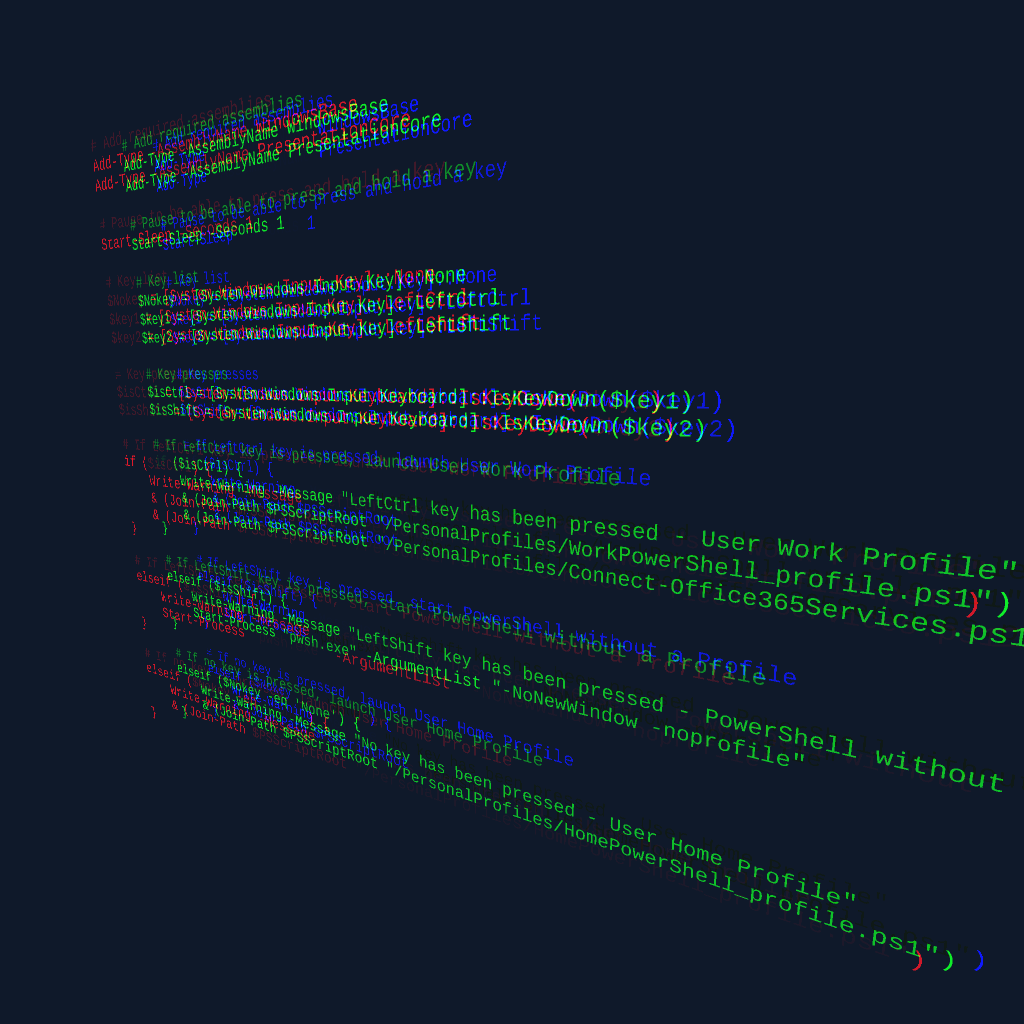 # Add required assemblies
Add-Type -AssemblyName WindowsBase
Add-Type -AssemblyName PresentationCore

# Pause to be able to press and hold a key
Start-Sleep -Seconds 1

# Key list
$Nokey = [System.Windows.Input.Key]::None
$key1 = [System.Windows.Input.Key]::LeftCtrl
$key2 = [System.Windows.Input.Key]::LeftShift

# Key presses
$isCtrl = [System.Windows.Input.Keyboard]::IsKeyDown($key1)
$isShift = [System.Windows.Input.Keyboard]::IsKeyDown($key2)

# If LeftCtrl key is pressed, launch User Work Profile
if ($isCtrl) {
Write-Warning -Message "LeftCtrl key has been pressed - User Work Profile"
& (Join-Path $PSScriptRoot "/PersonalProfiles/WorkPowerShell_profile.ps1")
& (Join-Path $PSScriptRoot "/PersonalProfiles/Connect-Office365Services.ps1
}

# If LeftShift key is pressed, start PowerShell without a Profile
elseif ($isShift) {
Write-Warning -Message "LeftShift key has been pressed - PowerShell without
Start-Process "pwsh.exe" -ArgumentList "-NoNewWindow -noprofile"
}

# If no key is pressed, launch User Home Profile
elseif ($Nokey -eq 'None') {
Write-Warning -Message "No key has been pressed - User Home Profile"
& (Join-Path $PSScriptRoot "/PersonalProfiles/HomePowerShell_profile.ps1")
}